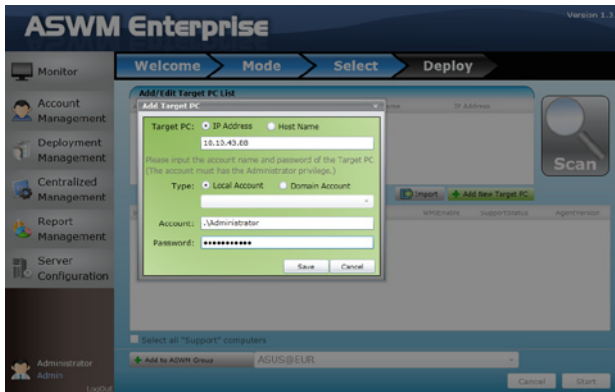 Version 1.3
ASWM Enterprise
Welcome
Mode
Select
Deploy
Monitor
Account Management
Deployment Management
Centralized Management
Report Management
Server Configuration
Administrator
Admin
LogOut
Add/Edit Target PC List
IP Address
Add Target PC
Target PC:
IP Address
Host Name
10.10.43.88
Please input the account name and password of the Target PC
(The account must has the Administrator privilege.)
Type:
Local Account
Domain Account
Account:
.\Administrator
Password:
•••••••••••
Save
Cancel
Scan
Import
Add New Target PC
WMIEnable
SupportStatus
AgentVersion
Select all "Support" computers
Add to ASWM Group
ASUS@EUR
Cancel
Start